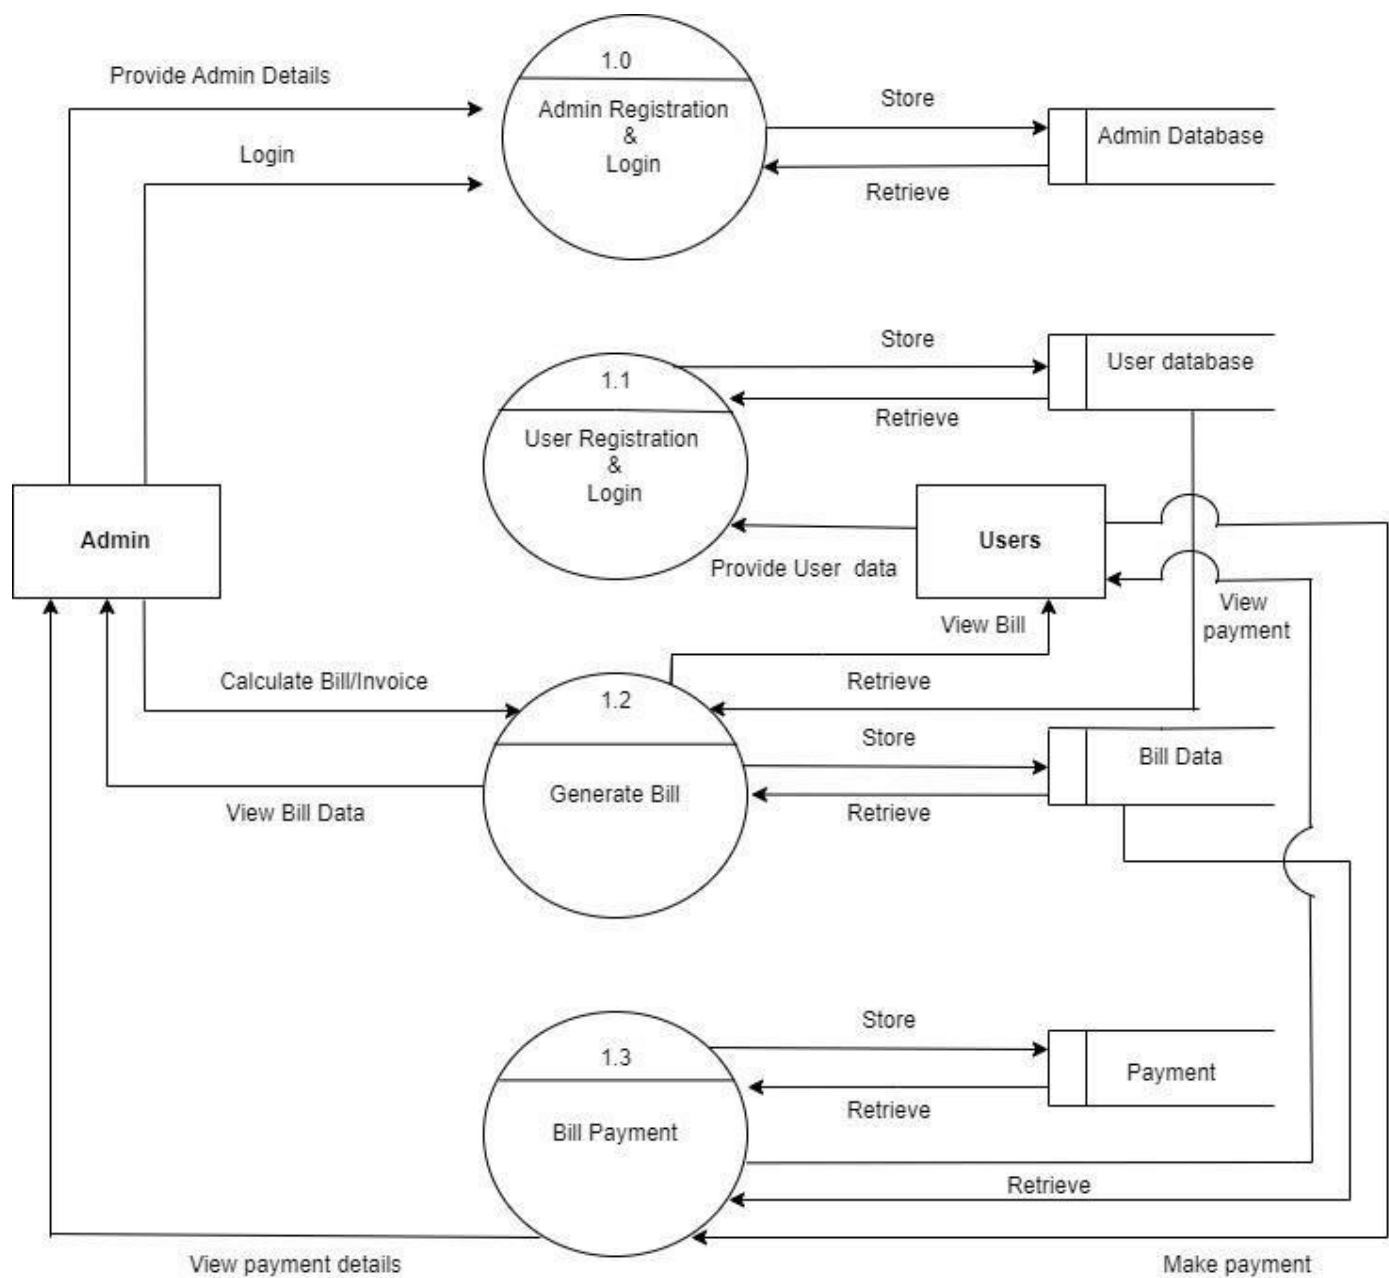 1.0
Provide Admin Details
Admin Registration
&
Login
Store
Admin Database
Login
Retrieve
Store
User database
1.1
Retrieve
User Registration
&
Login
Admin
Users
Provide User data
View
payment
View Bill
Calculate Bill/Invoice
Retrieve
1.2
Store
Bill Data
Generate Bill
View Bill Data
Retrieve
Store
1.3
Payment
Retrieve
Bill Payment
Retrieve
View payment details
Make payment